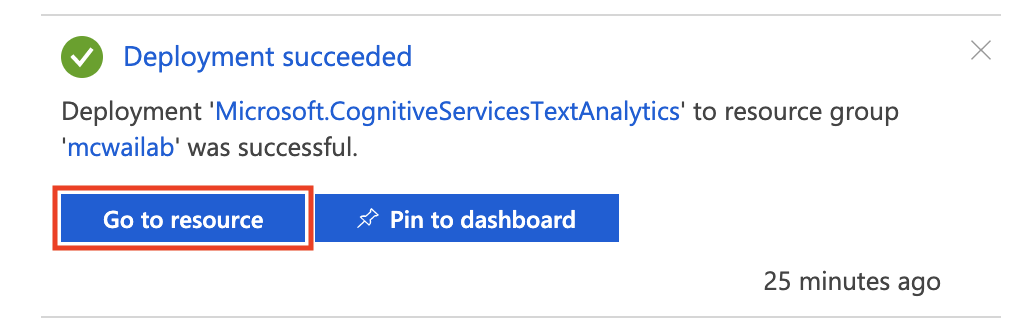 Deployment succeeded
Deployment 'Microsoft.CognitiveServicesTextAnalytics' to resource group
'mcwailab' was successful.
Go to resource
Pin to dashboard
25 minutes ago